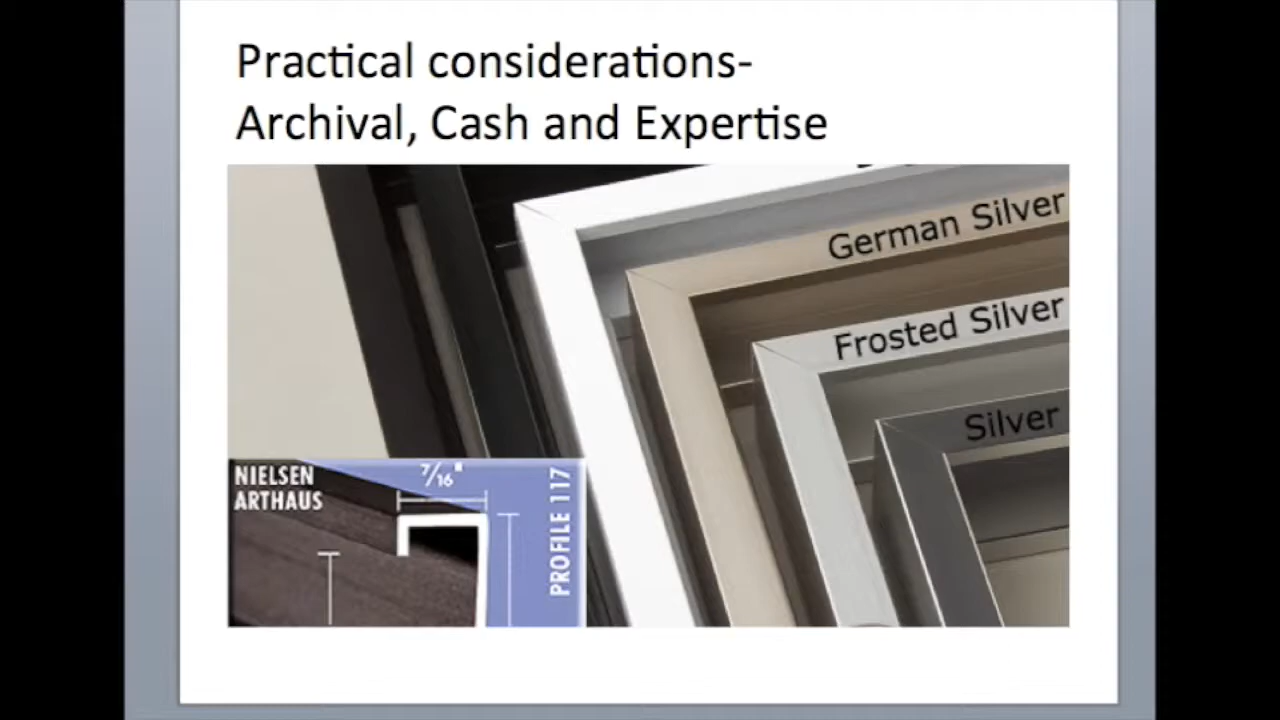 Practical considerations-
Archival, Cash and Expertise
German Silver
Frosted Silver
Silver
NIELSEN
ARTHAUS
7/16"
PROFILE 117